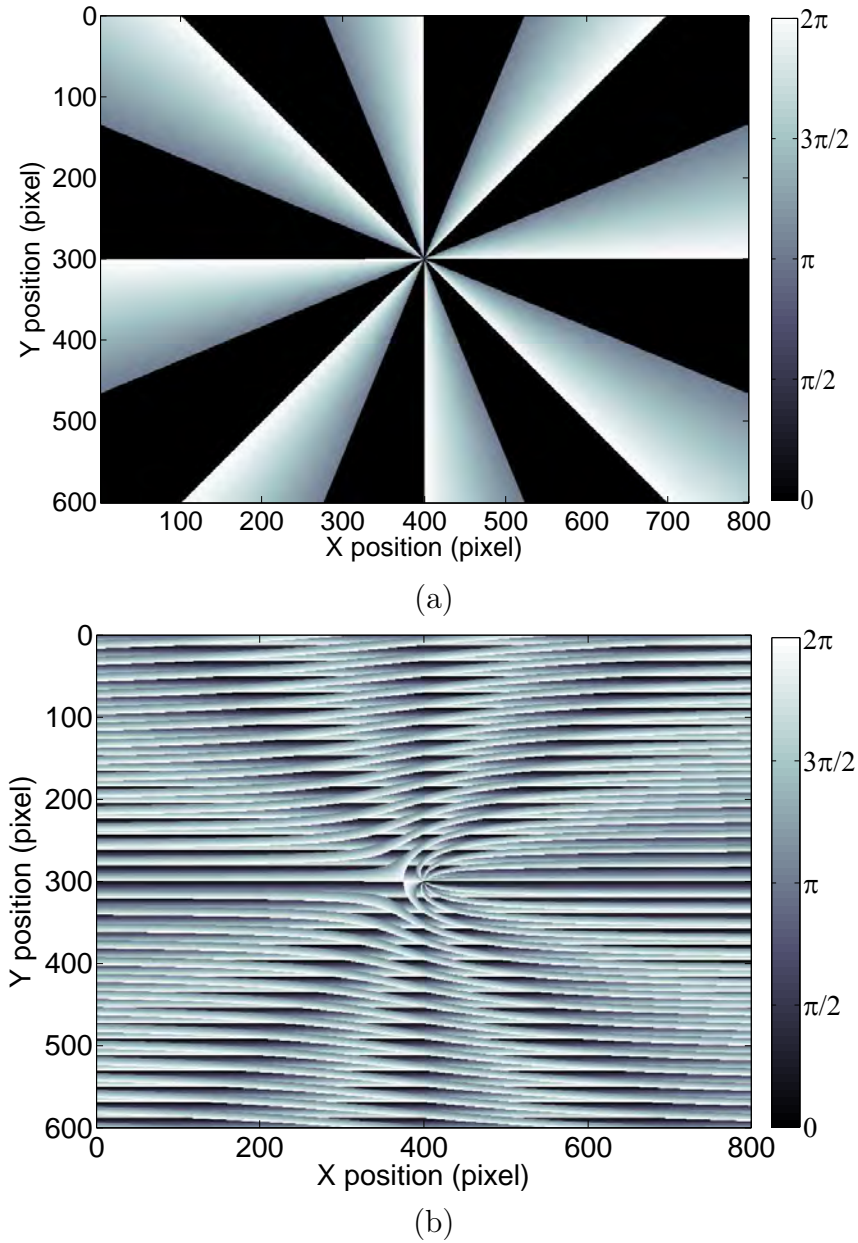 0
100
200
300
400
500
600
Y position (pixel)
100 200 300 400 500 600 700 800
X position (pixel)
2π
3π/2
π
π/2
0
(a)
0
100
200
300
400
500
600
Y position (pixel)
0 200 400 600 800
X position (pixel)
2π
3π/2
π
π/2
0
(b)